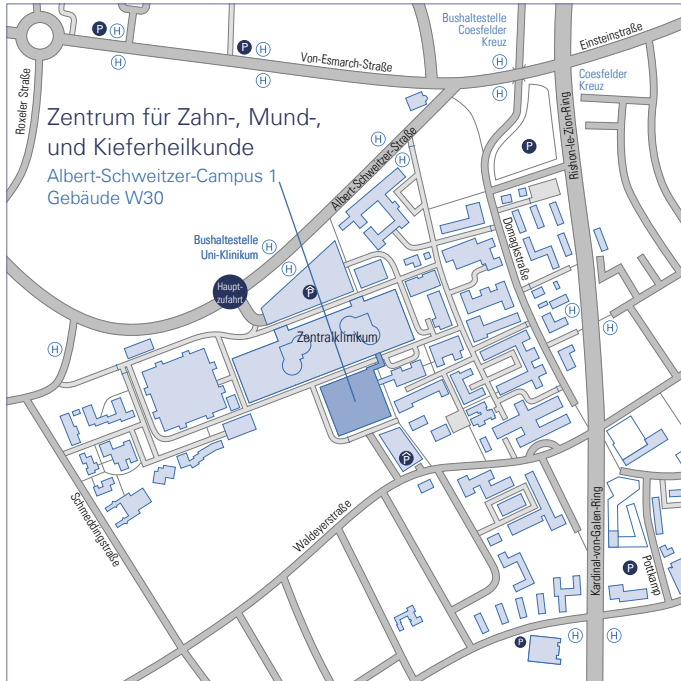 Bushaltestelle
Coesfelder
Kreuz
P
H
P
H
H
H
H
H
Einsteinstraße
Von-Esmarch-Straße
Roxeler Straße
Coesfelder
Kreuz
H
Zentrum für Zahn-, Mund-,
und Kieferheilkunde
Albert-Schweitzer-Campus 1
Gebäude W30
H
H
P
Rishon-le-Zion-Ring
Albert-Schweitzer-Straße
Domagkstraße
Bushaltestelle
Uni-Klinikum
H
H
Haupt-
zufahrt
P
H
H
H
Zentralklinikum
P
Schmeddingstraße
Waldeyerstraße
Kardinal-von-Galen-Ring
Pottkamp
P
P
H
H